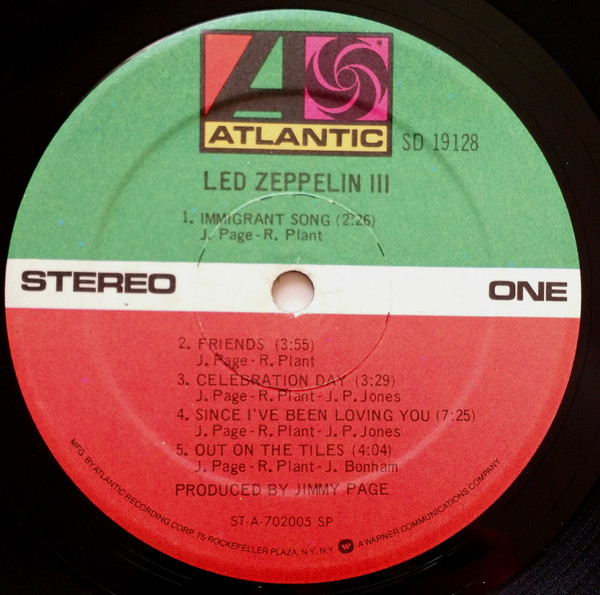 ATLANTIC
SD 19128
LED ZEPPELIN III
1. IMMIGRANT SONG (2:26)
J. Page - R. Plant
STEREO
ONE
2. FRIENDS (3:55)
J. Page - R. Plant
3. CELEBRATION DAY (3:29)
J. Page - R. Plant - J. P. Jones
4. SINCE I'VE BEEN LOVING YOU (7:25)
J. Page - R. Plant - J. P. Jones
5. OUT ON THE TILES (4:04)
J. Page - R. Plant - J. Bonham
PRODUCED BY JIMMY PAGE
ST-A-702005 SP
MFG. BY ATLANTIC RECORDING CORP. 75 ROCKEFELLER PLAZA, N.Y. N.Y. A WARNER COMMUNICATIONS COMPANY